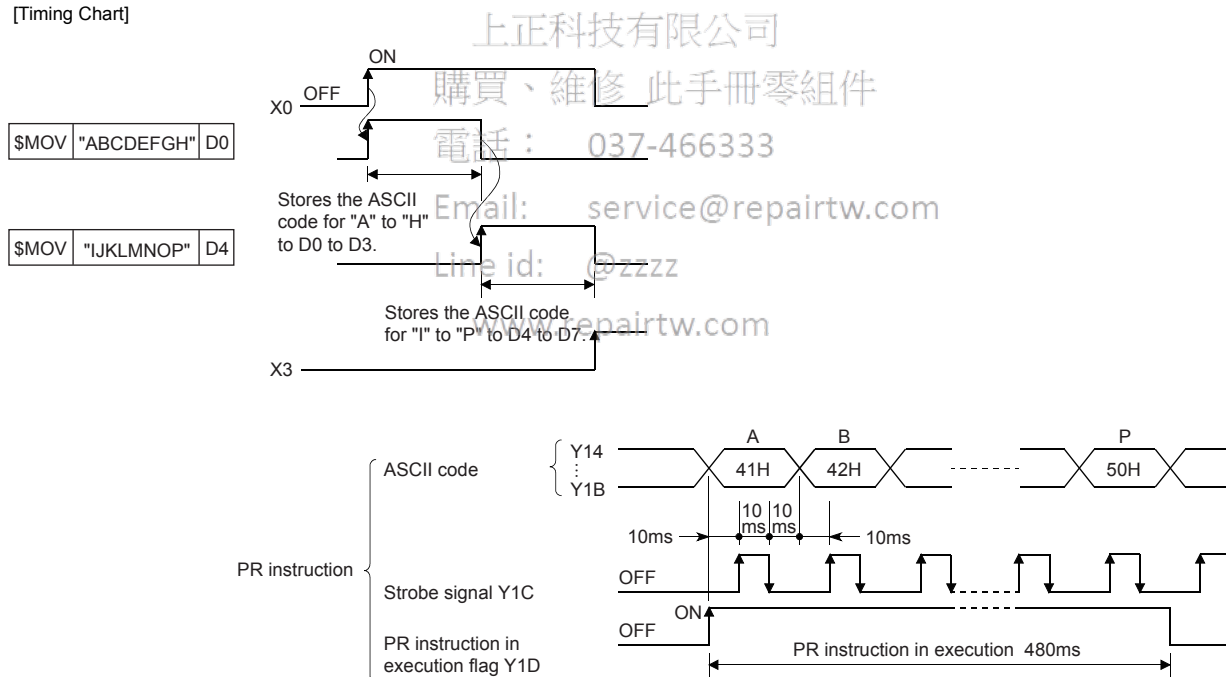 [Timing Chart]
上正科技有限公司
ON
X0 OFF
購買、維修 此手冊零組件
$MOV "ABCDEFGH" D0
電話： 037-466333
Stores the ASCII
code for "A" to "H"
to D0 to D3.
Email: service@repairtw.com
$MOV "IJKLMNOP" D4
Line id: @zzzz
Stores the ASCII code
for "I" to "P" to D4 to D7.
www.repairtw.com
X3
A B P
ASCII code
Y14
Y1B
41H 42H 50H
10ms 10 ms 10 ms 10ms
PR instruction
OFF
Strobe signal Y1C
ON
OFF
PR instruction in
execution flag Y1D
PR instruction in execution 480ms